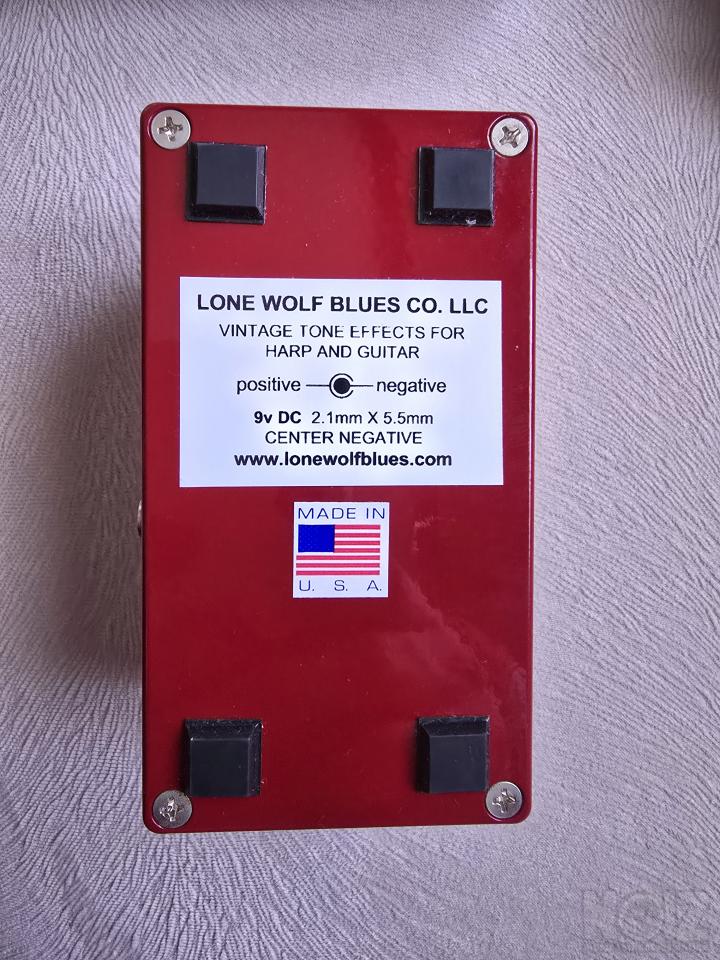 LONE WOLF BLUES CO. LLC
VINTAGE TONE EFFECTS FOR
HARP AND GUITAR
positive negative
9v DC 2.1mm X 5.5mm
CENTER NEGATIVE
www.lonewolfblues.com
MADE IN
U. S. A.